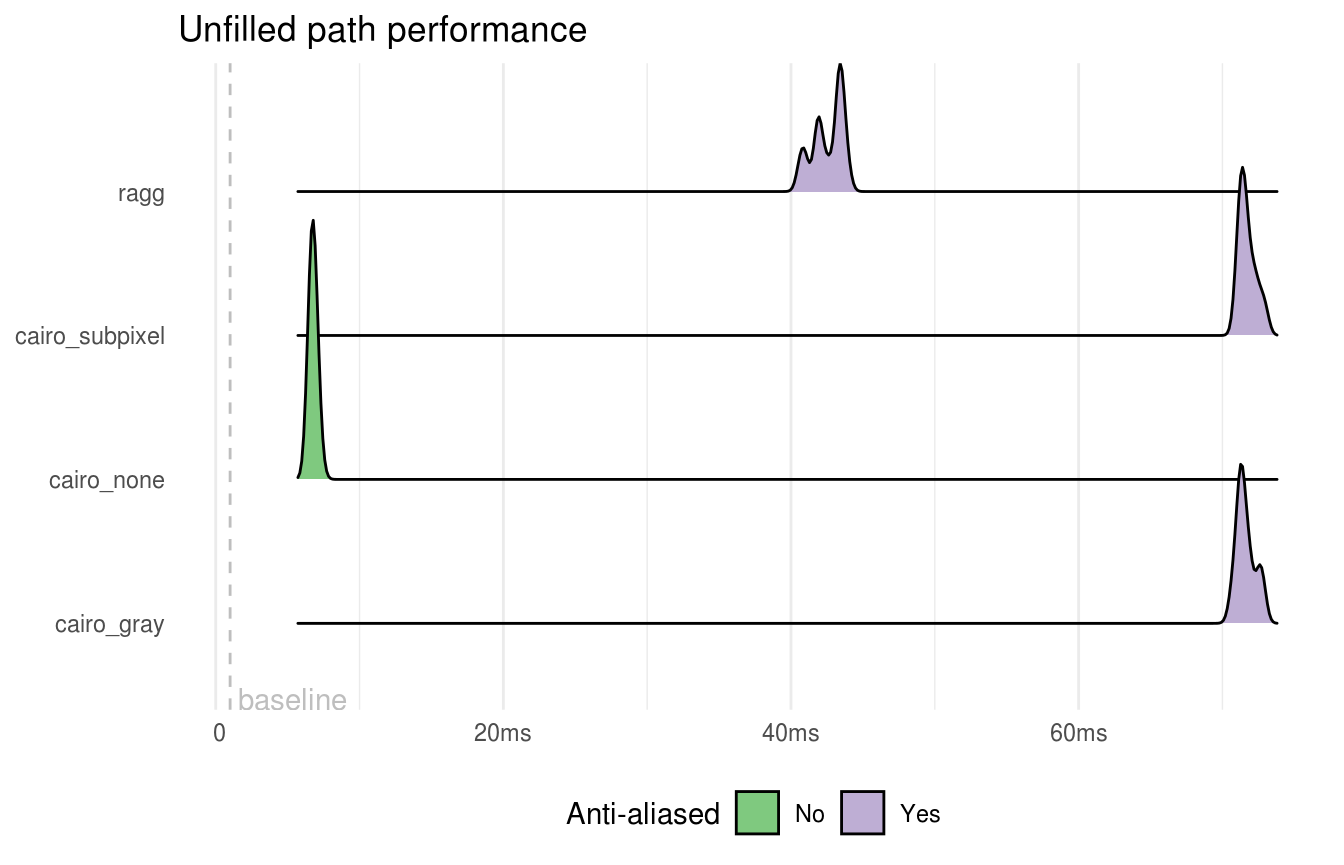 Unfilled path performance
ragg
cairo_subpixel
cairo_none
cairo_gray
baseline
0 20ms 40ms 60ms
Anti-aliased No Yes